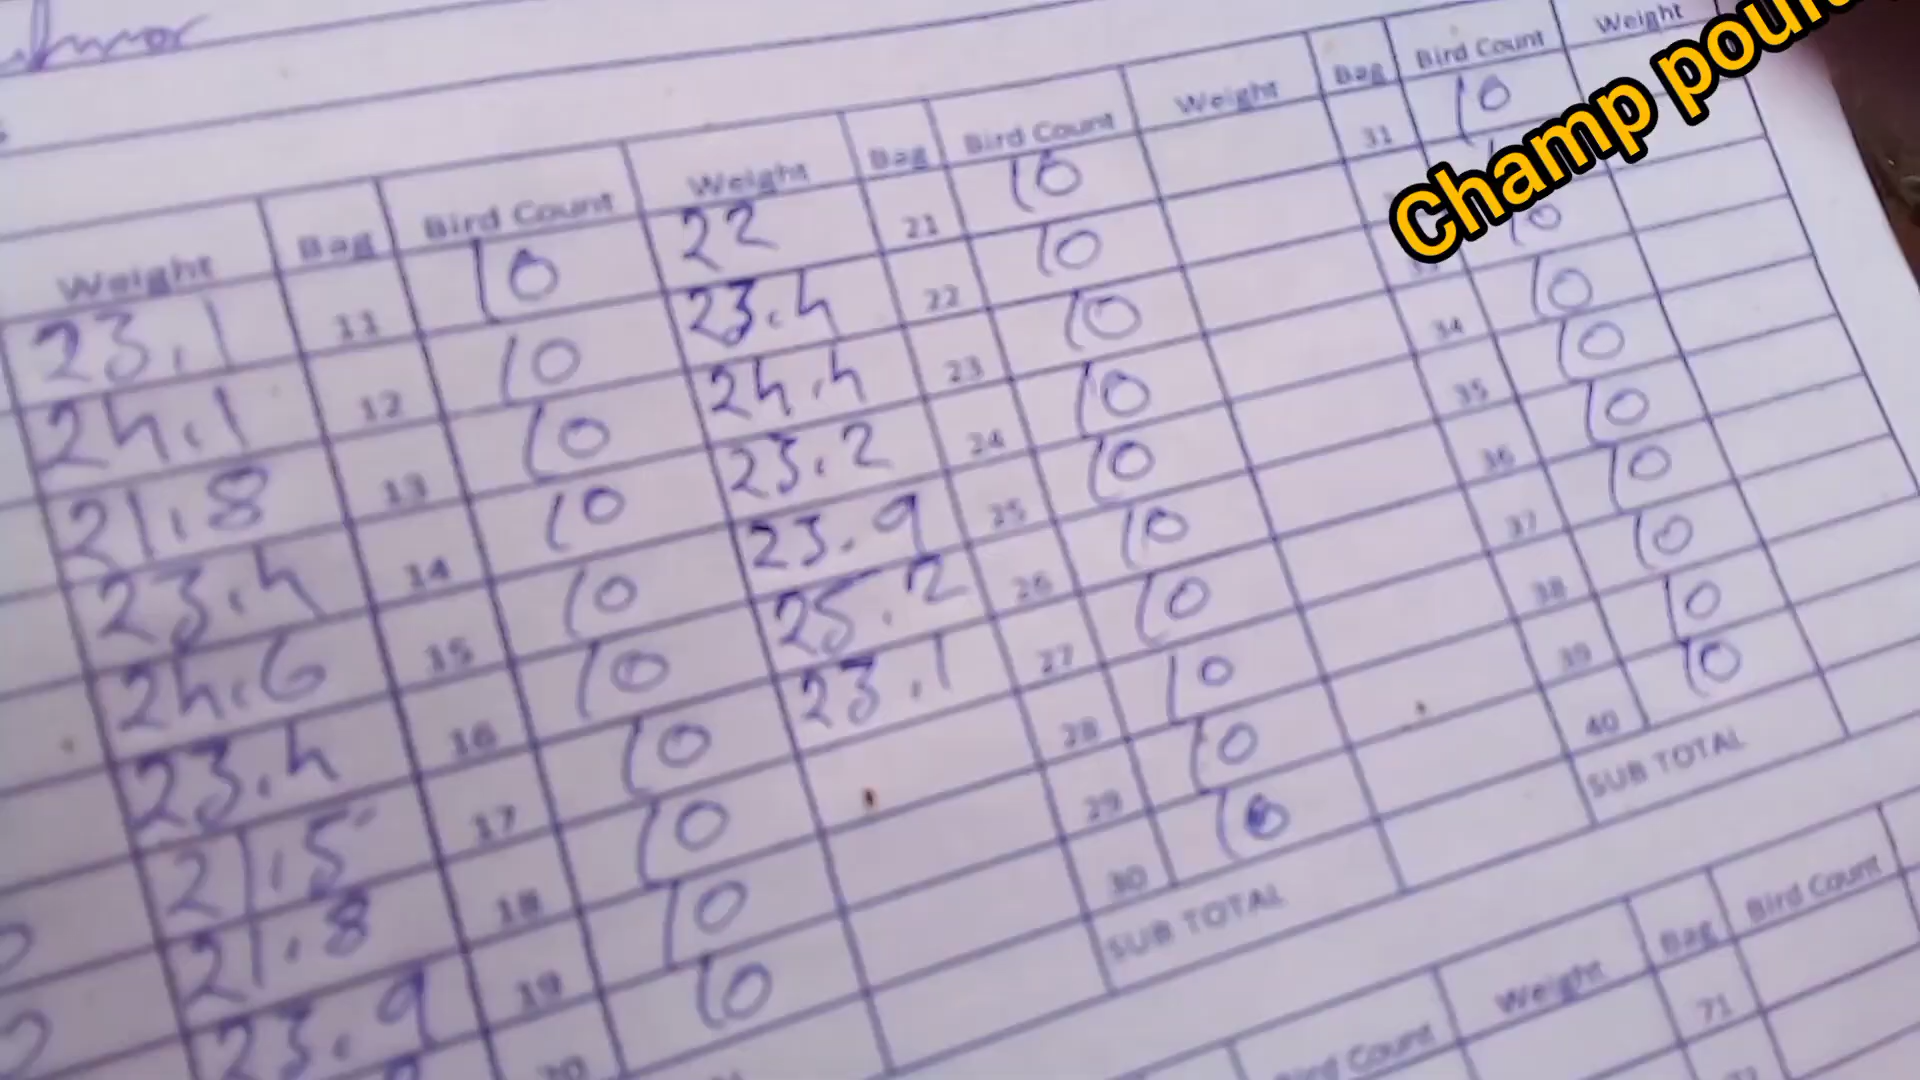 Champ
Weight Bag Bird Count Weight Bag Bird Count Weight Bag Bird Count Weight
23.1 11 10 22 21 10 31 10
24.1 12 10 23.4 22 10
21.8 13 10 24.4 23 10 10
23.4 14 10 23.2 24 10 34 10
24.6 15 10 23.9 25 10 35 10
23.4 16 10 25.2 26 10 36 10
21.5 17 10 23.1 27 10 37 10
21.8 18 10 28 10 38 10
23.9 19 10 29 10 39 10
10 30 10 40 10
SUB TOTAL SUB TOTAL
Bird Count Weight Bag Bird Count
71